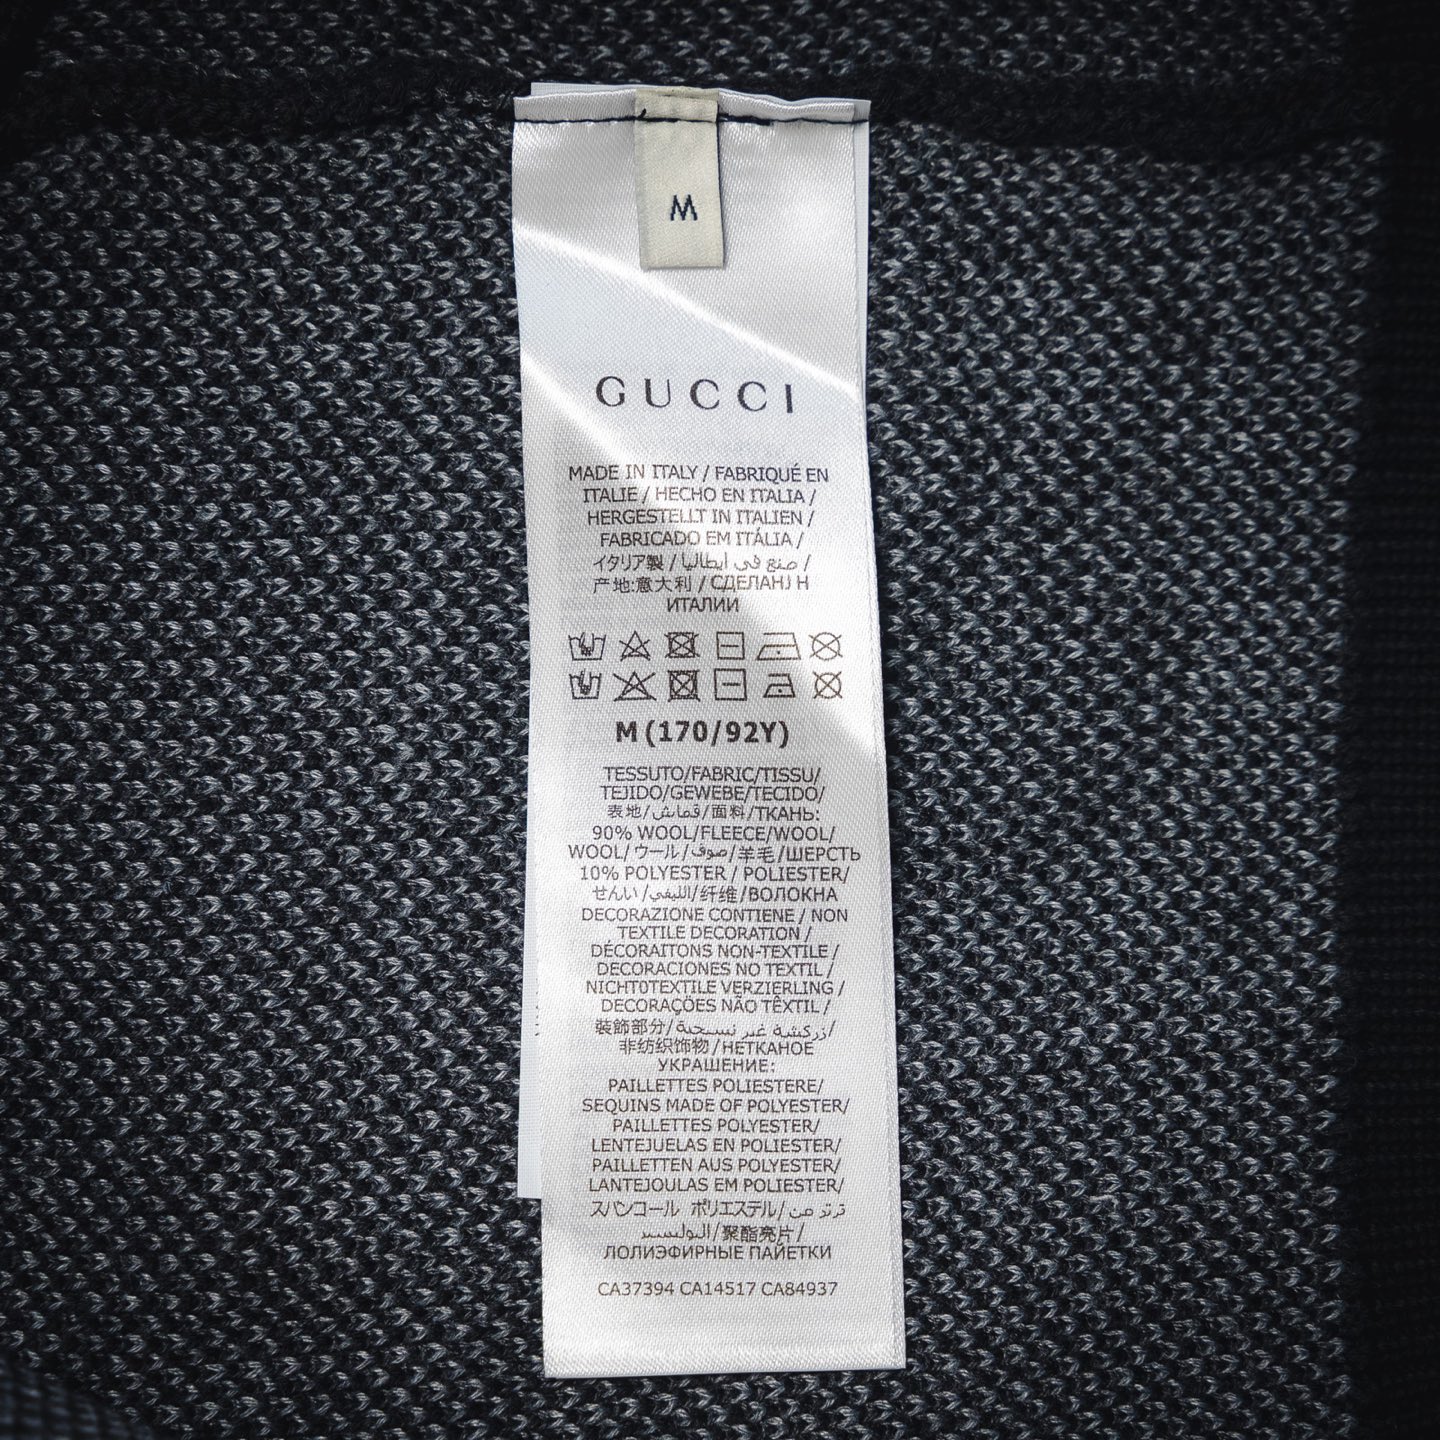 M
GUCCI
MADE IN ITALY / FABRIQUÉ EN
ITALIE / HECHO EN ITALIA /
HERGESTELLT IN ITALIEN /
FABRICADO EM ITÁLIA /
イタリア製 / صنع في ايطاليا /
产地:意大利 / СДЕЛАНJ Н
ИТАЛИИ
M (170/92Y)
TESSUTO/FABRIC/TISSU/
TEJIDO/GEWEBE/TECIDO/
表地/قماش/面料/ТКАНЬ:
90% WOOL/FLEECE/WOOL/
WOOL/ウール/صوف/羊毛/ШЕРСТЬ
10% POLYESTER / POLIESTER/
せんい/الليفي/纤维/ВОЛОКНА
DECORAZIONE CONTIENE / NON
TEXTILE DECORATION /
DÉCORAITONS NON-TEXTILE /
DECORACIONES NO TEXTIL /
NICHT0TEXTILE VERZIERLING /
DECORAÇÕES NÃO TÊXTIL /
装飾部分/زركشة غير نسيجية/
非纺织饰物/НЕТКАНОЕ
УКРАШЕНИЕ:
PAILLETTES POLIESTERE/
SEQUINS MADE OF POLYESTER/
PAILLETTES POLYESTER/
LENTEJUELAS EN POLIESTER/
PAILLETTEN AUS POLYESTER/
LANTEJOULAS EM POLIESTER/
スパンコール ポリエステル/ترتر من
البوليستر/聚酯亮片/
ЛОЛИЭФИРНЫЕ ПАЙЕТКИ
CA37394 CA14517 CA84937